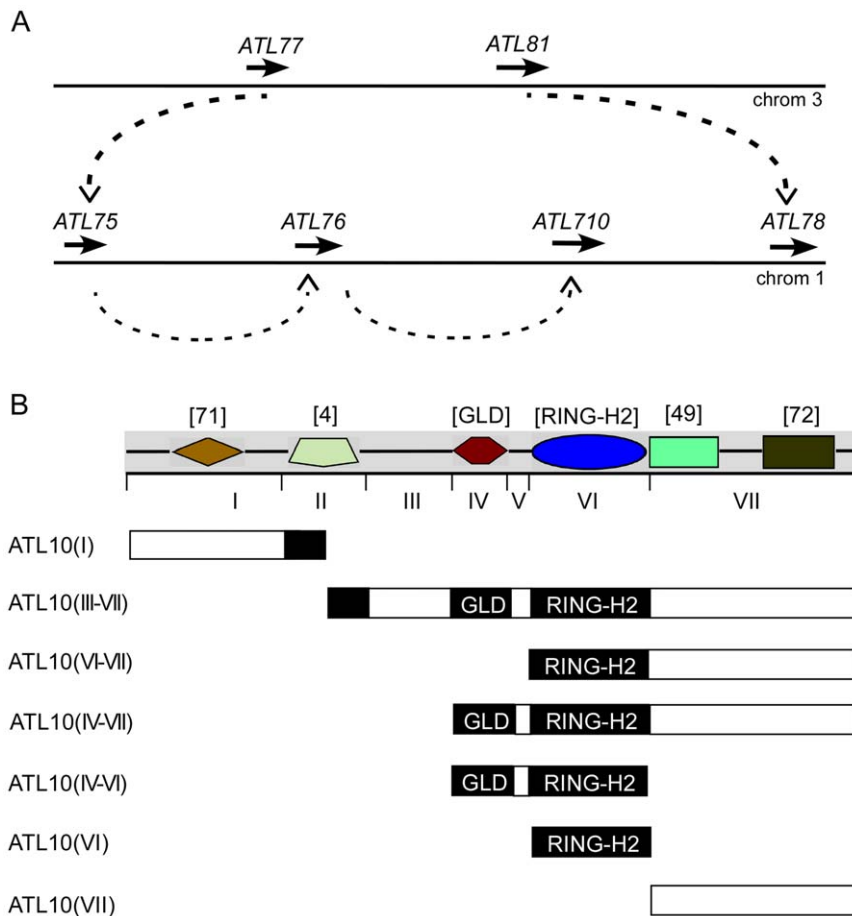 A
ATL77 ATL81
chrom 3
ATL75 ATL76 ATL710 ATL78
chrom 1
B
[71] [4] [GLD] [RING-H2] [49] [72]
I II III IV V VI VII
ATL10(I)
ATL10(III-VII) GLD RING-H2
ATL10(VI-VII) RING-H2
ATL10(IV-VII) GLD RING-H2
ATL10(IV-VI) GLD RING-H2
ATL10(VI) RING-H2
ATL10(VII)